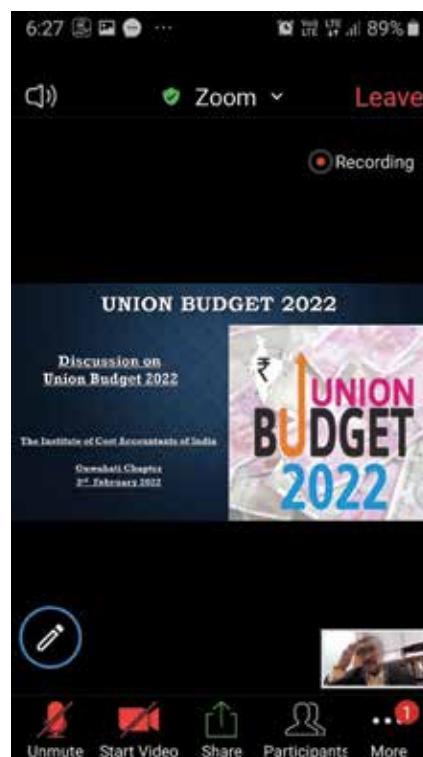 6:27 ... 89%
Zoom Leave
Recording
UNION BUDGET 2022
Discussion on
Union Budget 2022
The Institute of Cost Accountants of India
Guwahati Chapter
February 2022
₹
UNION
BUDGET
2022
1
Unmute Start Video Share Participants More